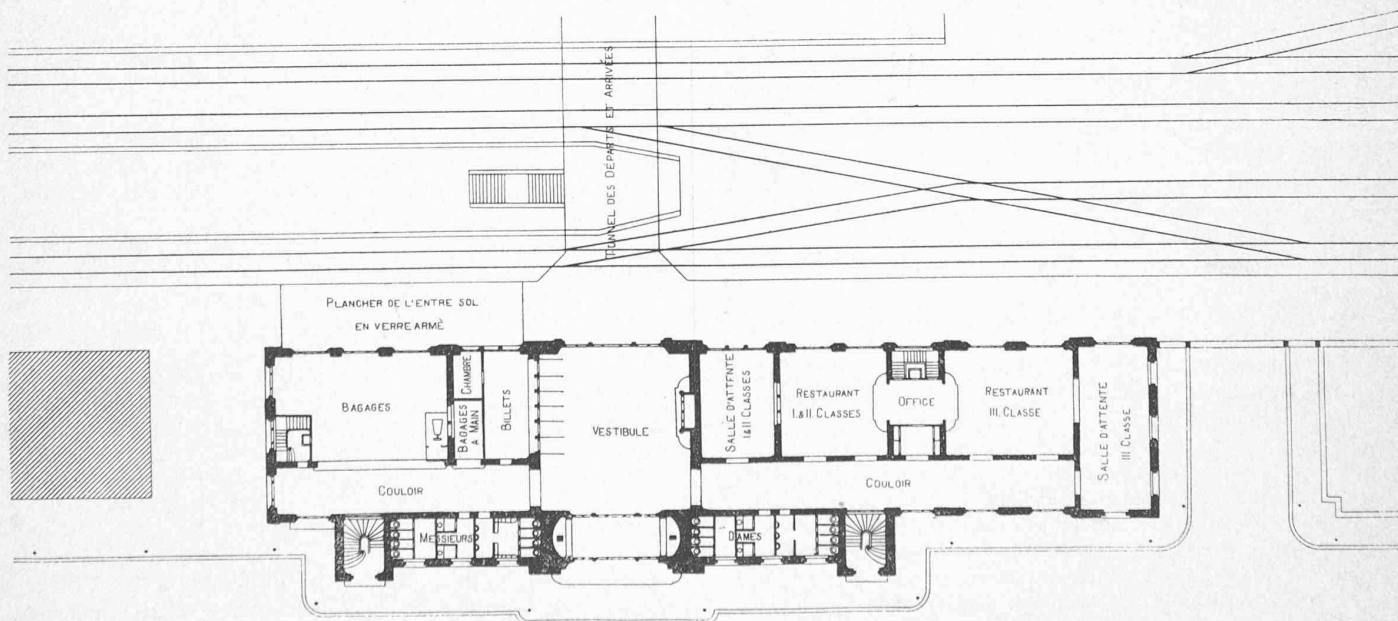 TUNNEL DES DÉPARTS ET ARRIVÉES
PLANCHER DE L'ENTRE SOL
EN VERRE ARMÉ
BAGAGES
CHAMBRE
BAGAGES
A MAIN
BILLETS
VESTIBULE
SALLE D'ATTENTE
I & II CLASSES
RESTAURANT
I. & II. CLASSES
OFFICE
RESTAURANT
III. CLASSE
SALLE D'ATTENTE
III CLASSE
COULOIR
COULOIR
MESSIEURS
DAMES